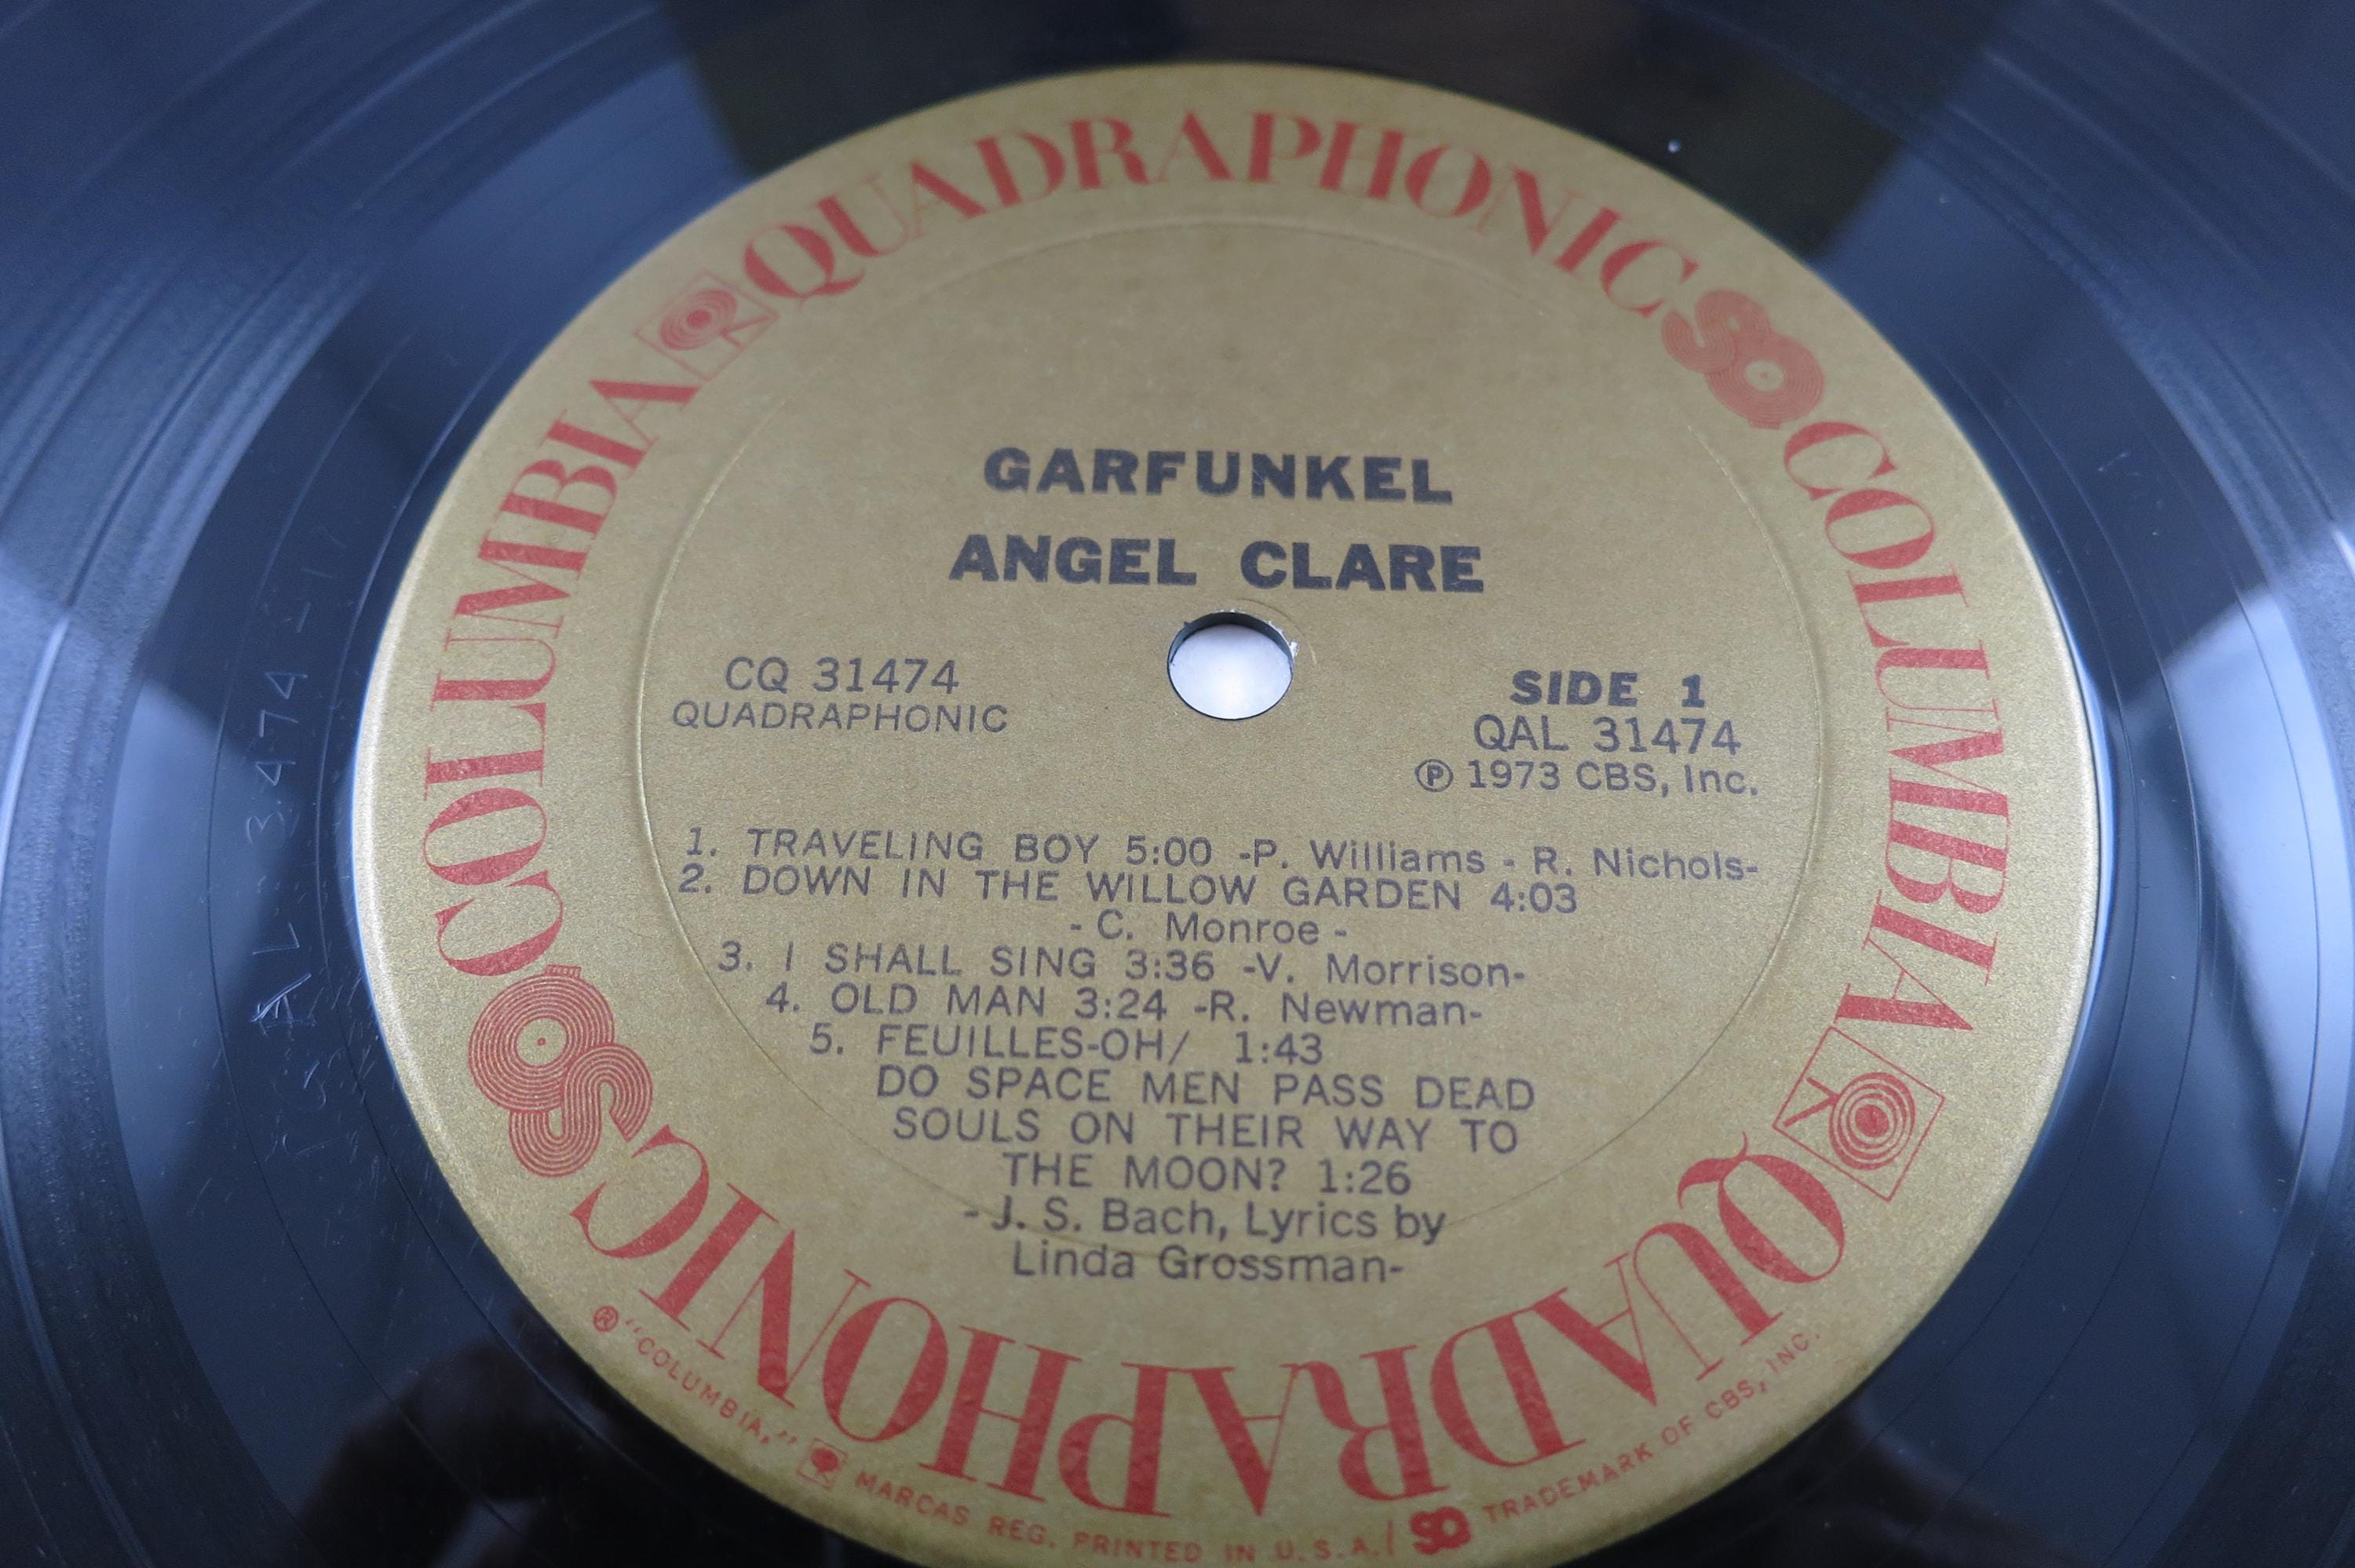 QUADRAPHONIC SQ COLUMBIA
QUADRAPHONIC SQ COLUMBIA
GARFUNKEL
ANGEL CLARE
CQ 31474
QUADRAPHONIC
SIDE 1
QAL 31474
Ⓟ 1973 CBS, Inc.
1. TRAVELING BOY 5:00 -P. Williams - R. Nichols-
2. DOWN IN THE WILLOW GARDEN 4:03
- C. Monroe -
3. I SHALL SING 3:36 -V. Morrison-
4. OLD MAN 3:24 -R. Newman-
5. FEUILLES-OH/ 1:43
DO SPACE MEN PASS DEAD
SOULS ON THEIR WAY TO
THE MOON? 1:26
- J. S. Bach, Lyrics by
Linda Grossman-
® "COLUMBIA," MARCAS REG. PRINTED IN U.S.A./ SQ TRADEMARK OF CBS, INC.